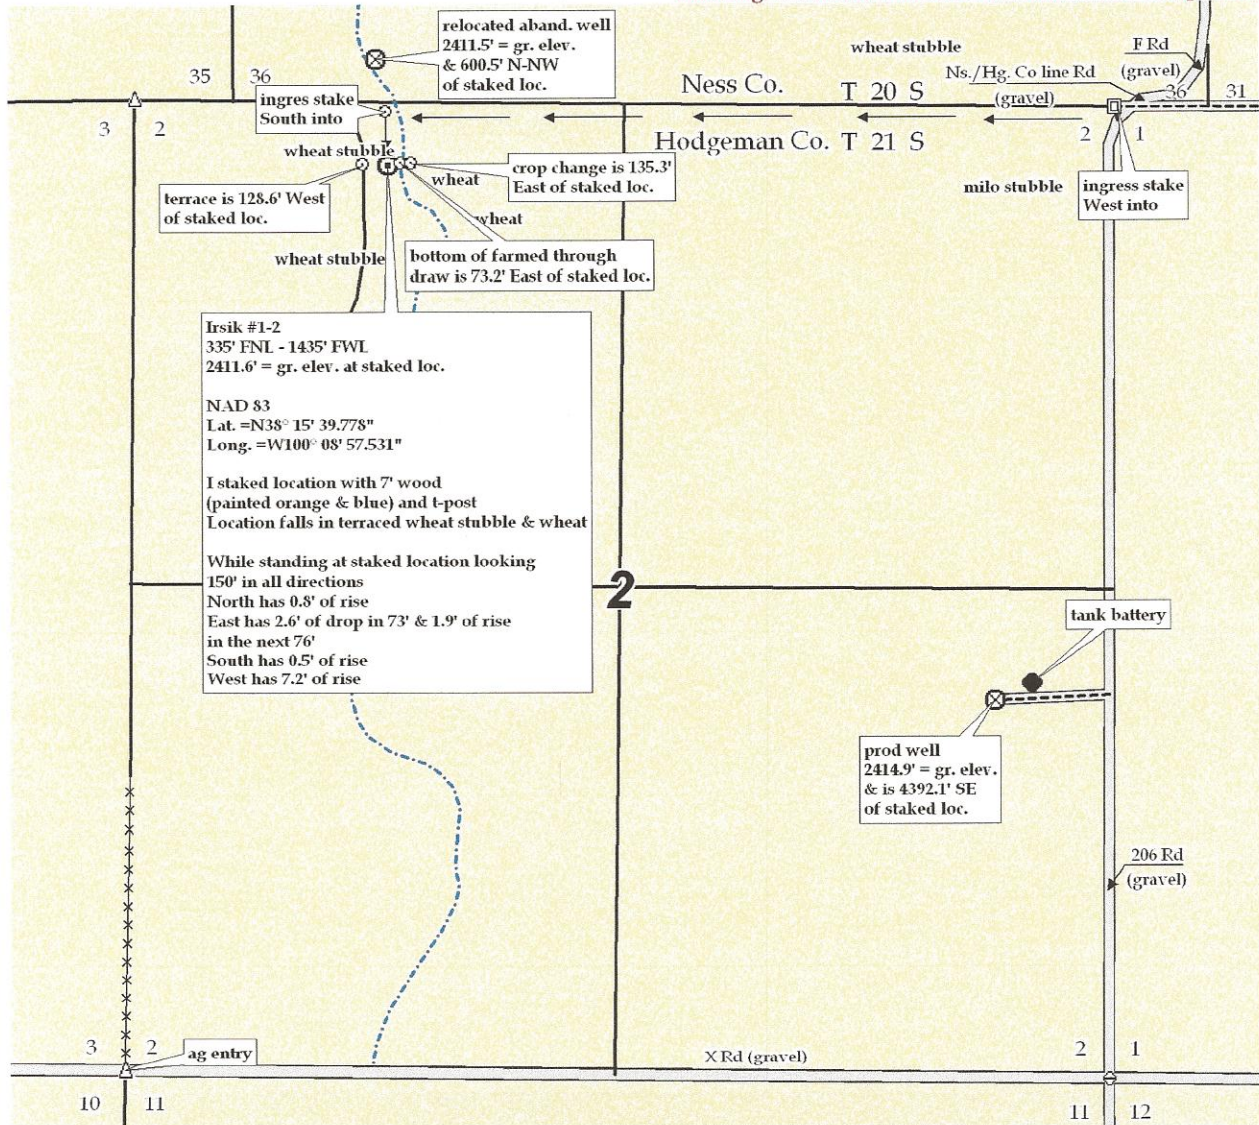 relocated aband. well
2411.5' = gr. elev.
& 600.5' N-NW
of staked loc.
wheat stubble
F Rd
(gravel)
Ns./Hg. Co line Rd
(gravel)
35
36
Ness Co.
T 20 S
36
31
ingres stake
South into
3
2
Hodgeman Co.
T 21 S
2
1
wheat stubble
crop change is 135.3'
East of staked loc.
wheat
milo stubble
ingress stake
West into
terrace is 128.6' West
of staked loc.
wheat
wheat stubble
bottom of farmed through
draw is 73.2' East of staked loc.
Irsik #1-2
335' FNL - 1435' FWL
2411.6' = gr. elev. at staked loc.
NAD 83
Lat. =N38° 15' 39.778"
Long. =W100° 08' 57.531"
I staked location with 7' wood
(painted orange & blue) and t-post
Location falls in terraced wheat stubble & wheat
While standing at staked location looking
150' in all directions
North has 0.8' of rise
East has 2.6' of drop in 73' & 1.9' of rise
in the next 76'
South has 0.5' of rise
West has 7.2' of rise
2
tank battery
prod well
2414.9' = gr. elev.
& is 4392.1' SE
of staked loc.
206 Rd
(gravel)
3
2
ag entry
X Rd (gravel)
2
1
10
11
11
12